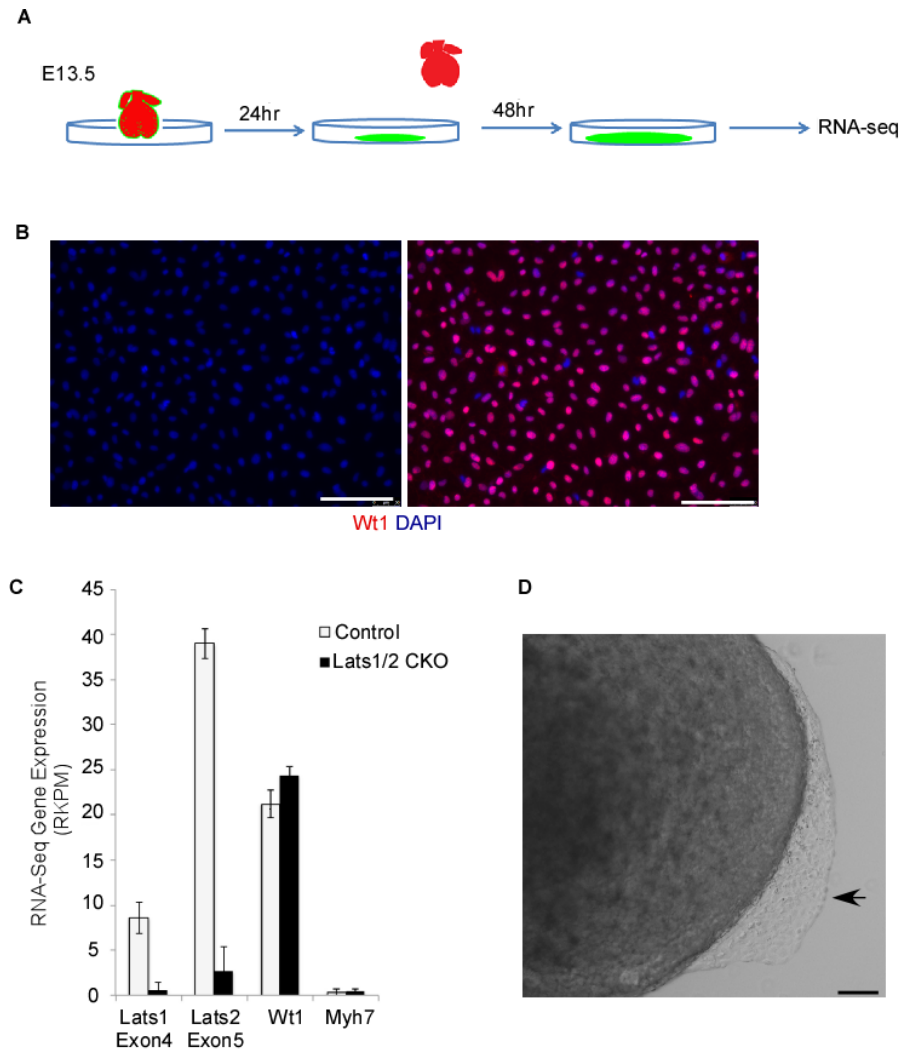 A
E13.5
24hr
48hr
RNA-seq
B
Wt1 DAPI
C
RNA-Seq Gene Expression
(RKPM)
45
40
35
30
25
20
15
10
5
0
Control
Lats1/2 CKO
Lats1
Exon4
Lats2
Exon5
Wt1
Myh7
D